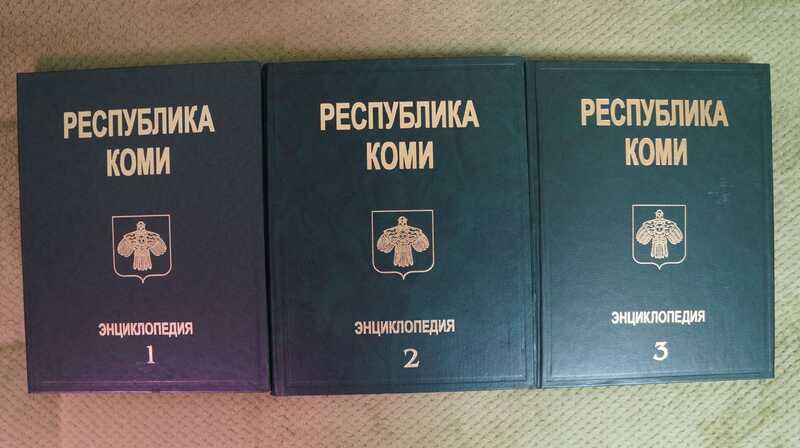 РЕСПУБЛИКА
КОМИ
ЭНЦИКЛОПЕДИЯ
1
РЕСПУБЛИКА
КОМИ
ЭНЦИКЛОПЕДИЯ
2
РЕСПУБЛИКА
КОМИ
ЭНЦИКЛОПЕДИЯ
3